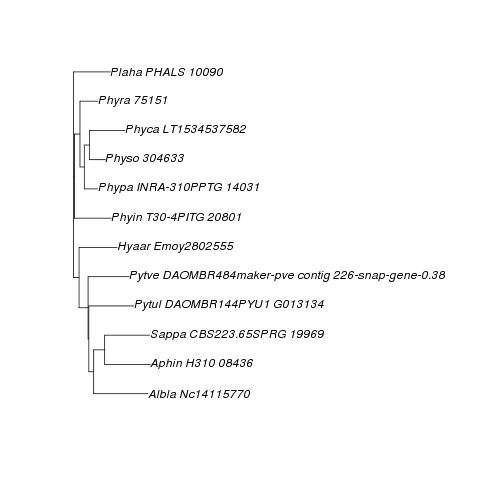 Plaha PHALS 10090
Phyra 75151
Phyca LT1534537582
Physo 304633
Phypa INRA-310PPTG 14031
Phyin T30-4PITG 20801
Hyaar Emoy2802555
Pytve DAOMBR484maker-pve contig 226-snap-gene-0.38
Pytul DAOMBR144PYU1 G013134
Sappa CBS223.65SPRG 19969
Aphin H310 08436
Albla Nc14115770